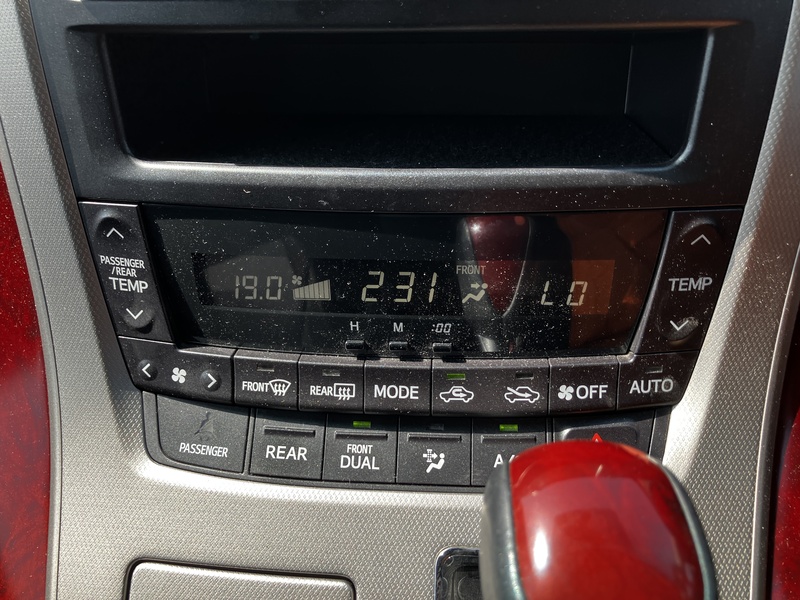 PASSENGER
/REAR
TEMP
19.0
231
FRONT
LO
TEMP
H M :00
FRONT
REAR
MODE
OFF
AUTO
PASSENGER
REAR
FRONT
DUAL